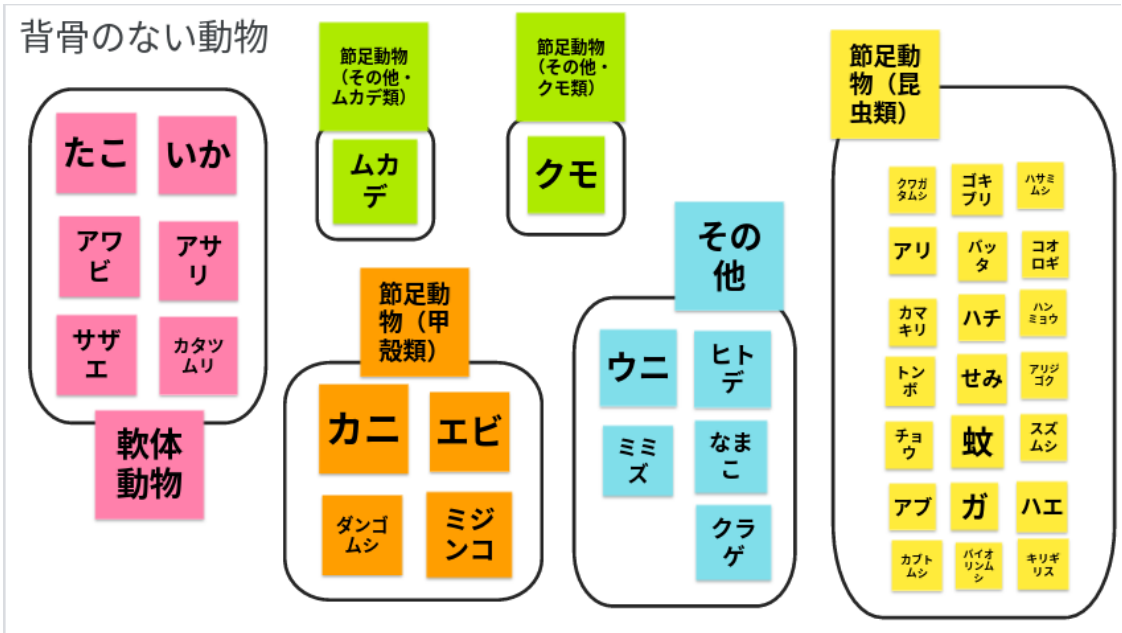 背骨のない動物
たこ
いか
アワ
ビ
アサ
リ
サザ
エ
カタツ
ムリ
軟体
動物
節足動物
（その他・
ムカデ類）
ムカ
デ
節足動物
（その他・
クモ類）
クモ
節足動
物（甲
殻類）
カニ
エビ
ダンゴ
ムシ
ミジ
ンコ
その
他
ウニ
ヒト
デ
ミミ
ズ
なま
こ
クラ
ゲ
節足動
物（昆
虫類）
クワガ
タムシ
ゴキ
ブリ
ハサミ
ムシ
アリ
バッ
タ
コオ
ロギ
カマ
キリ
ハチ
ハン
ミョウ
トン
ボ
せみ
アリジ
ゴク
チョ
ウ
蚊
スズ
ムシ
アブ
ガ
ハエ
カブト
ムシ
バイオ
リンム
シ
キリギ
リス